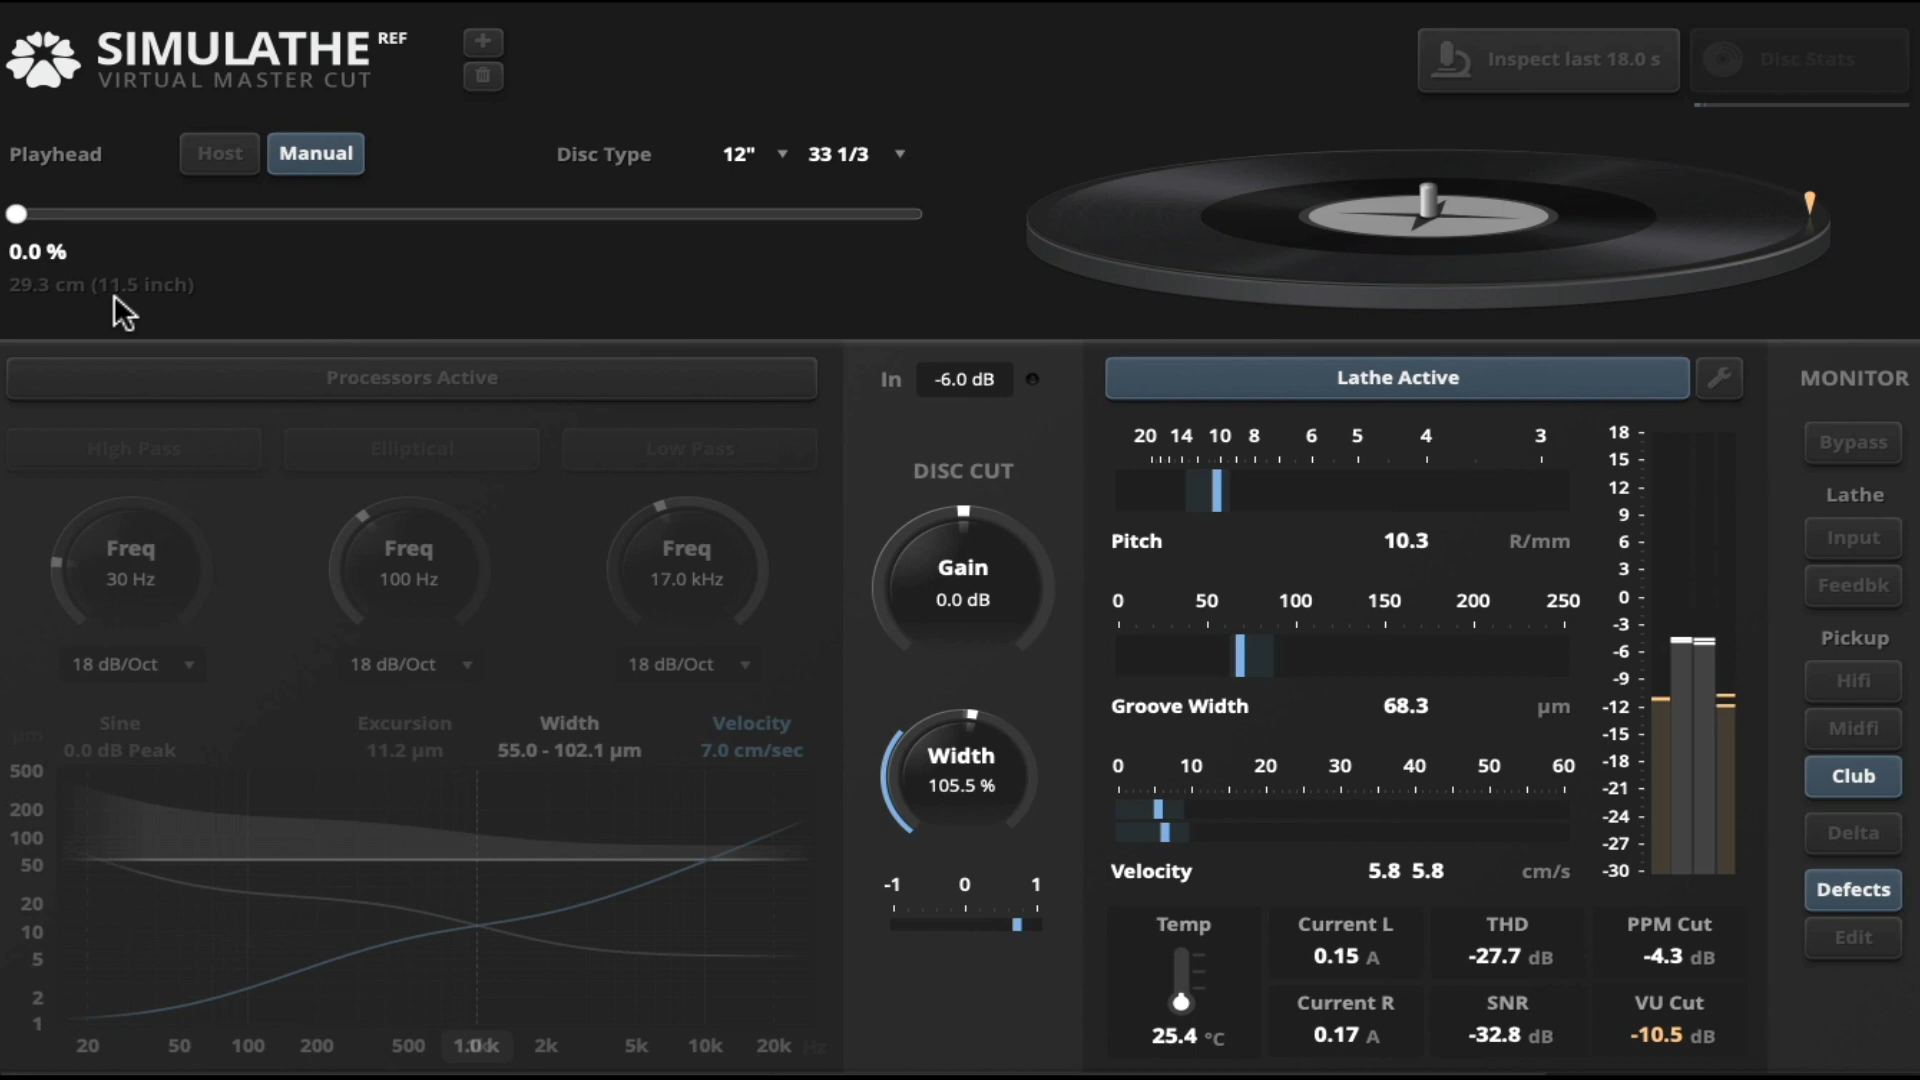 SIMULATHE REF
VIRTUAL MASTER CUT
Inspect last 18.0 s
Disc Stats
Playhead
Host
Manual
Disc Type
12"
33 1/3
0.0 %
29.3 cm (11.5 inch)
Processors Active
In
-6.0 dB
Lathe Active
MONITOR
High Pass
Elliptical
Low Pass
Freq
30 Hz
Freq
100 Hz
Freq
17.0 kHz
18 dB/Oct
18 dB/Oct
18 dB/Oct
Sine
0.0 dB Peak
Excursion
11.2 µm
Width
55.0 - 102.1 µm
Velocity
7.0 cm/sec
µm
500
200
100
50
20
10
5
2
1
20 50 100 200 500 1.0k 2k 5k 10k 20k Hz
DISC CUT
Gain
0.0 dB
Width
105.5 %
-1 0 1
20 14 10 8 6 5 4 3
Pitch 10.3 R/mm
0 50 100 150 200 250
Groove Width 68.3 µm
0 10 20 30 40 50 60
Velocity 5.8 5.8 cm/s
Temp
25.4 °C
Current L
0.15 A
THD
-27.7 dB
PPM Cut
-4.3 dB
Current R
0.17 A
SNR
-32.8 dB
VU Cut
-10.5 dB
18
15
12
9
6
3
0
-3
-6
-9
-12
-15
-18
-21
-24
-27
-30
Bypass
Lathe
Input
Feedbk
Pickup
Hifi
Midfi
Club
Delta
Defects
Edit